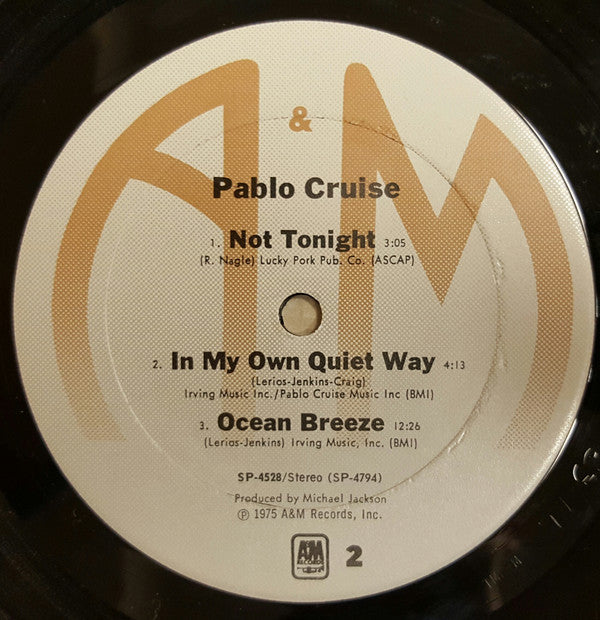 A & M
Pablo Cruise
1. Not Tonight 3:05
(R. Nagle) Lucky Pork Pub. Co. (ASCAP)
2. In My Own Quiet Way 4:13
(Lerios-Jenkins-Craig)
Irving Music Inc./Pablo Cruise Music Inc (BMI)
3. Ocean Breeze 12:26
(Lerios-Jenkins) Irving Music, Inc. (BMI)
SP-4528/Stereo (SP-4794)
Produced by Michael Jackson
℗ 1975 A&M Records, Inc.
A&M
RECORDS
2